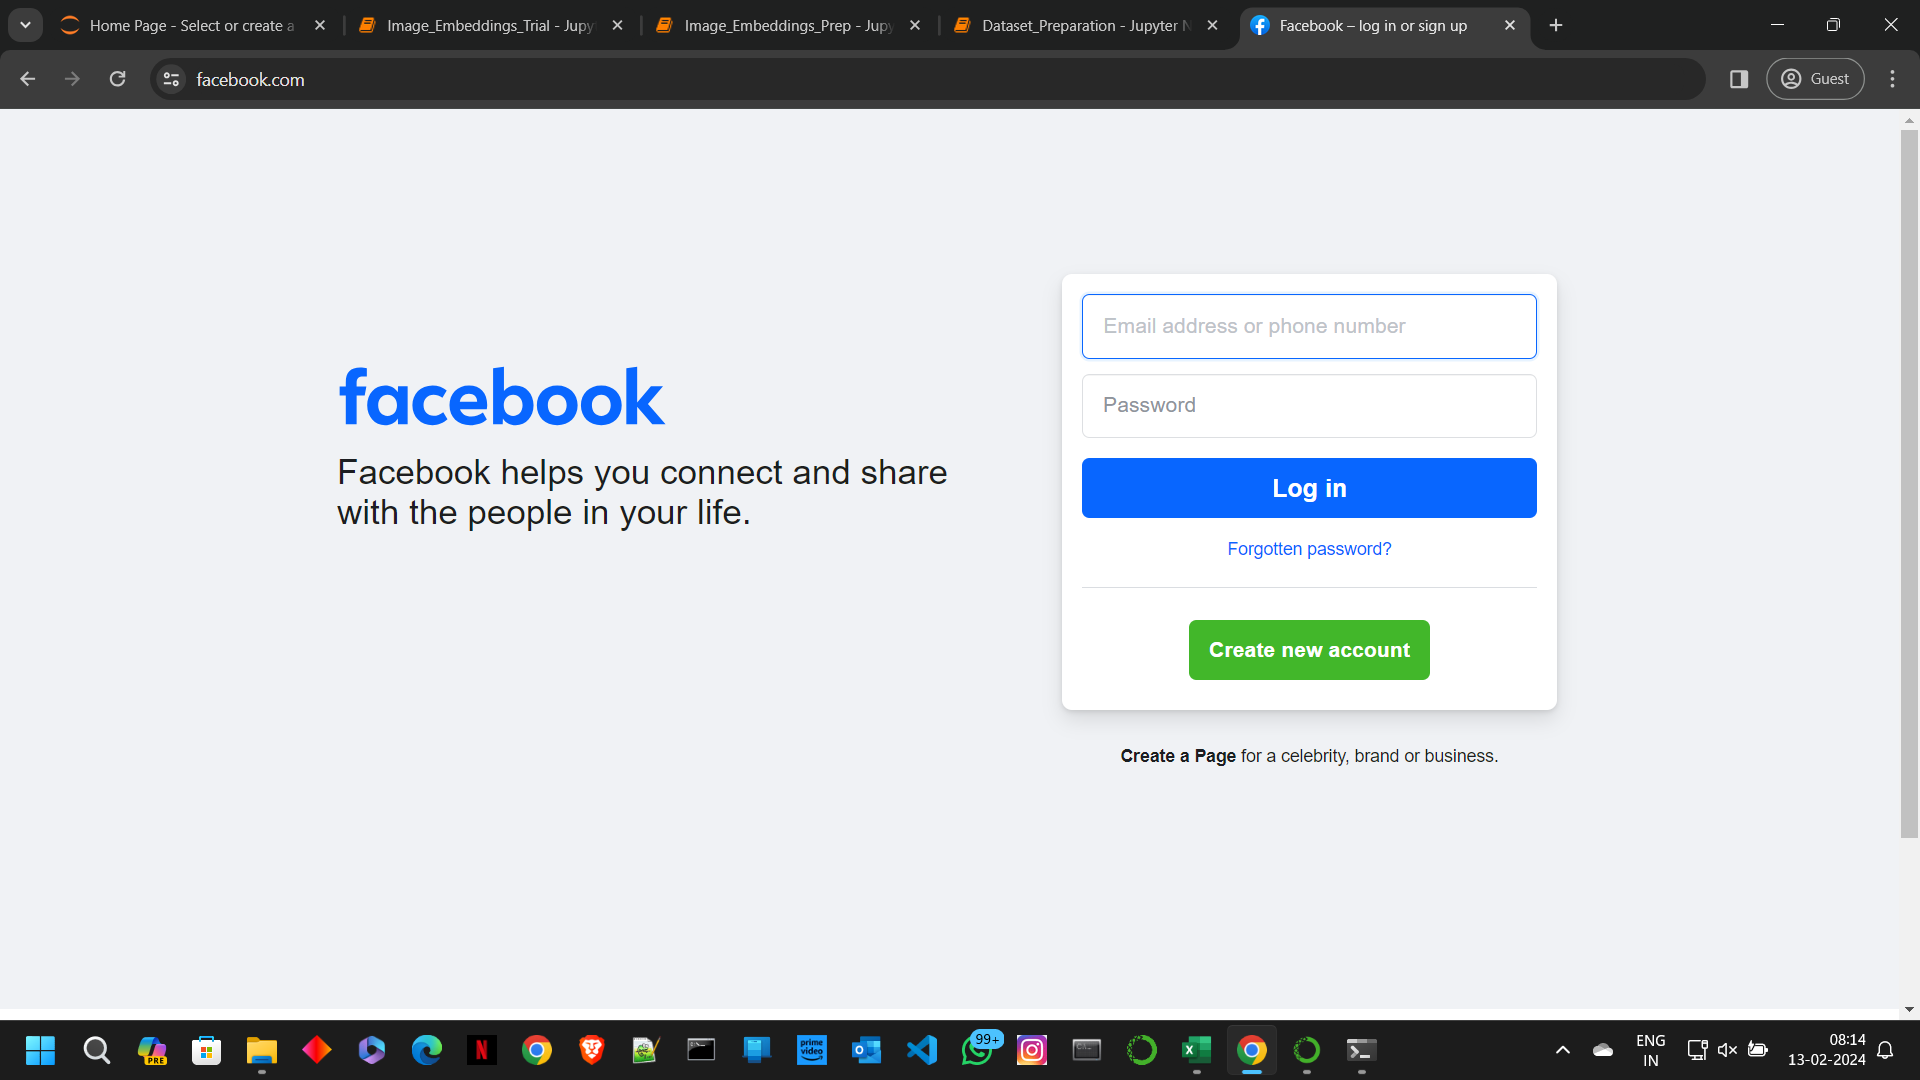 Home Page - Select or create a
Image_Embeddings_Trial - Jupy
Image_Embeddings_Prep - Jupy
Dataset_Preparation - Jupyter N
Facebook – log in or sign up
facebook.com
Guest
facebook
Facebook helps you connect and share
with the people in your life.
Email address or phone number
Password
Log in
Forgotten password?
Create new account
Create a Page for a celebrity, brand or business.
PRE
N
prime
video
99+
ENG
IN
08:14
13-02-2024